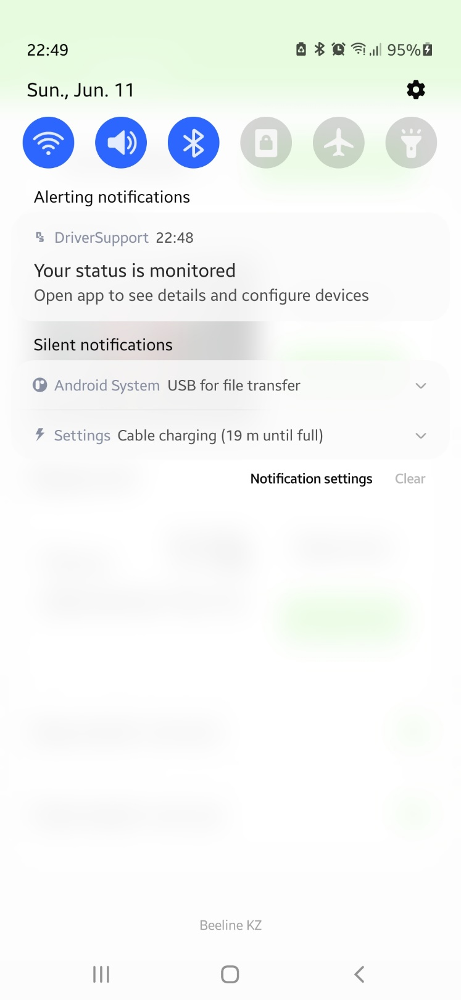 22:49
95%
Sun., Jun. 11
Alerting notifications
DriverSupport 22:48
Your status is monitored
Open app to see details and configure devices
Silent notifications
Android System USB for file transfer
Settings Cable charging (19 m until full)
Notification settings Clear
Beeline KZ